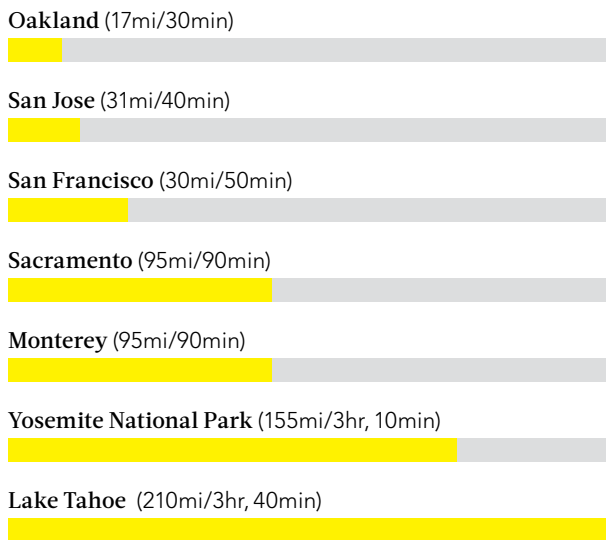 Oakland (17mi/30min)
San Jose (31mi/40min)
San Francisco (30mi/50min)
Sacramento (95mi/90min)
Monterey (95mi/90min)
Yosemite National Park (155mi/3hr, 10min)
Lake Tahoe (210mi/3hr, 40min)